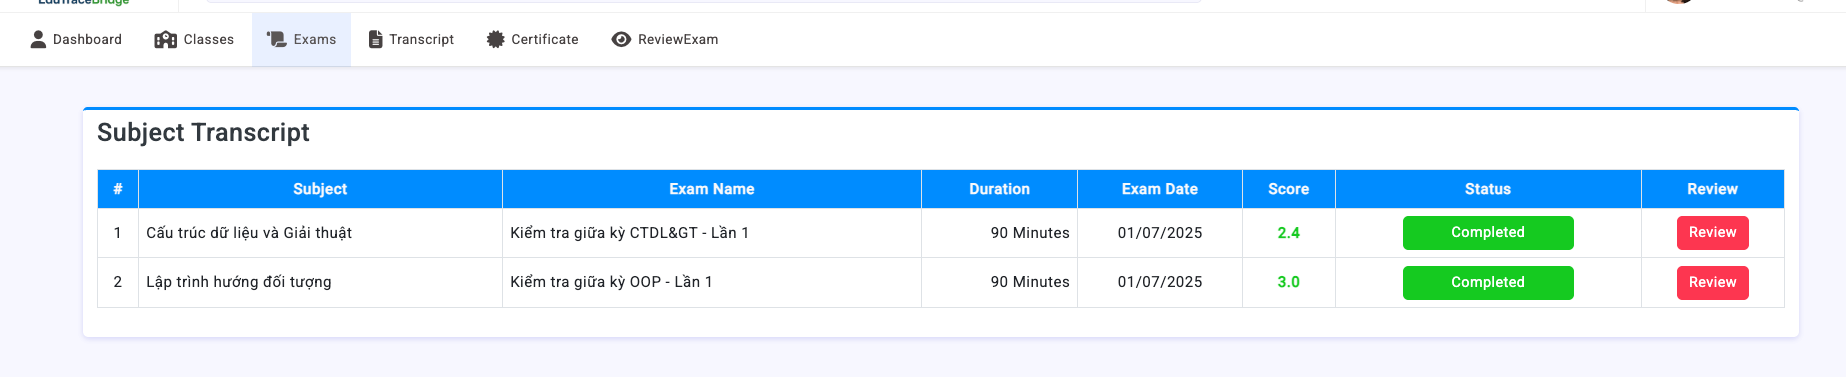 EduTraceBridge
Dashboard Classes Exams Transcript Certificate ReviewExam
Subject Transcript
# Subject Exam Name Duration Exam Date Score Status Review
1 Cấu trúc dữ liệu và Giải thuật Kiểm tra giữa kỳ CTDL&GT - Lần 1 90 Minutes 01/07/2025 2.4 Completed Review
2 Lập trình hướng đối tượng Kiểm tra giữa kỳ OOP - Lần 1 90 Minutes 01/07/2025 3.0 Completed Review